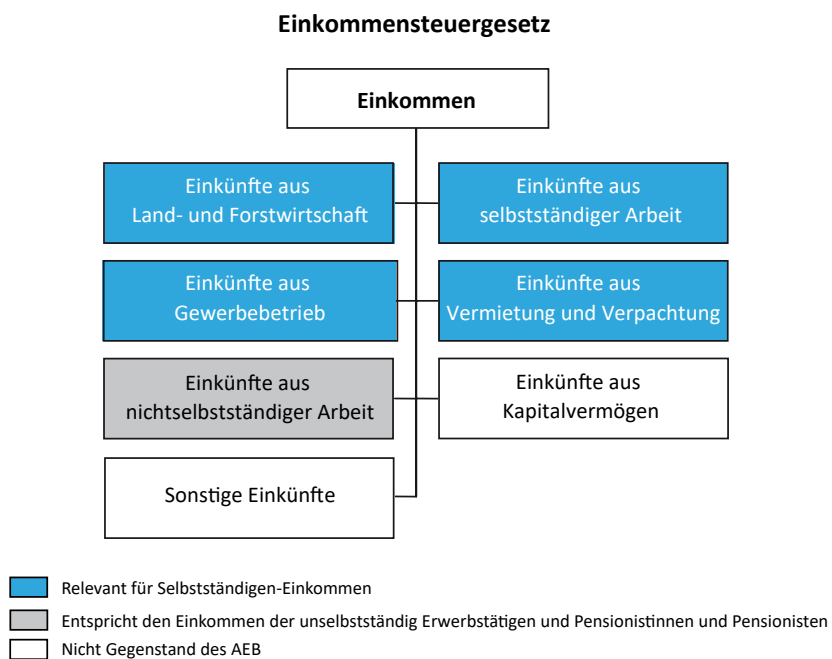 Einkommensteuergesetz
Einkommen
Einkünfte aus
Land- und Forstwirtschaft
Einkünfte aus
selbstständiger Arbeit
Einkünfte aus
Gewerbebetrieb
Einkünfte aus
Vermietung und Verpachtung
Einkünfte aus
nichtselbstständiger Arbeit
Einkünfte aus
Kapitalvermögen
Sonstige Einkünfte
Relevant für Selbstständigen-Einkommen
Entspricht den Einkommen der unselbstständig Erwerbstätigen und Pensionistinnen und Pensionisten
Nicht Gegenstand des AEB